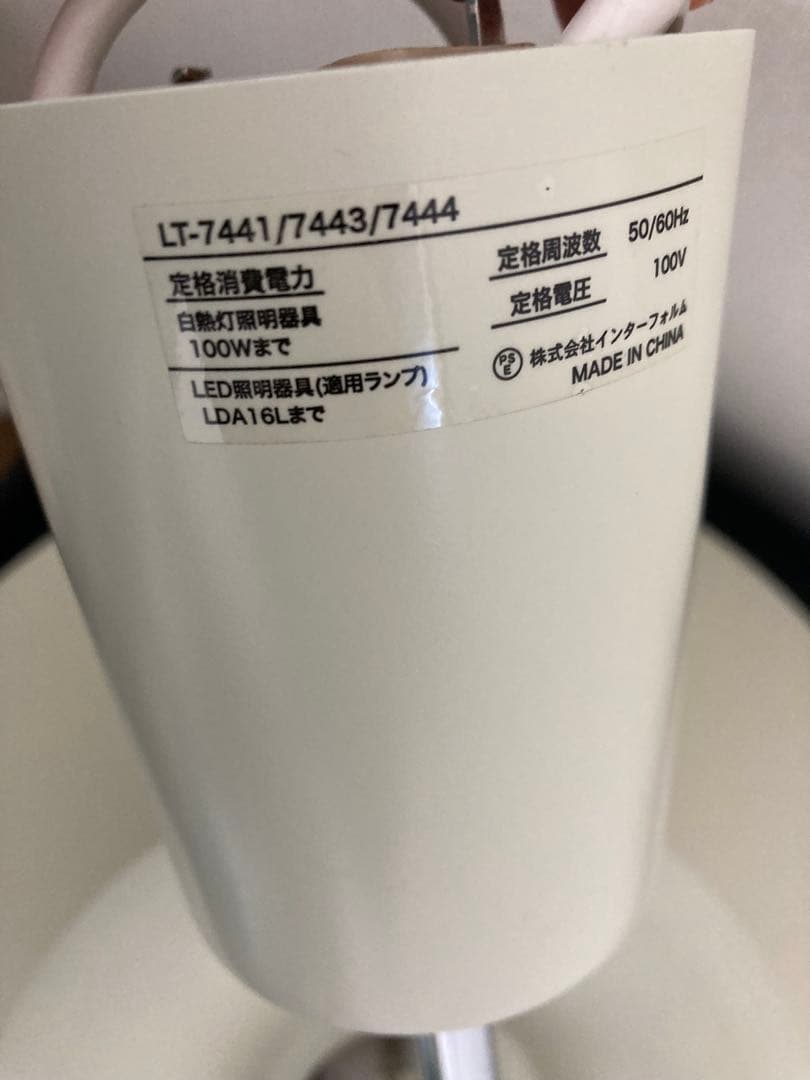 LT-7441/7443/7444
定格消費電力
白熱灯照明器具
100Wまで
LED照明器具(適用ランプ)
LDA16Lまで
定格周波数 50/60Hz
定格電圧 100V
PSE 株式会社インターフォルム
MADE IN CHINA